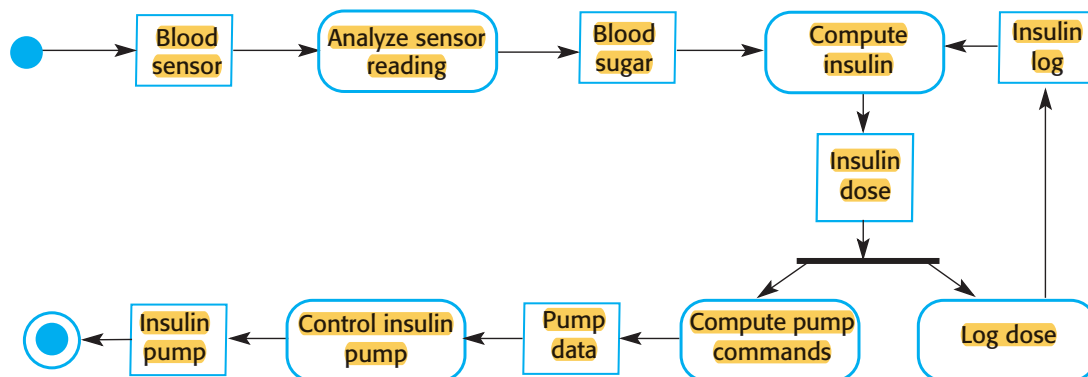 Blood
sensor
Analyze sensor
reading
Blood
sugar
Compute
insulin
Insulin
log
Insulin
dose
Insulin
pump
Control insulin
pump
Pump
data
Compute pump
commands
Log dose